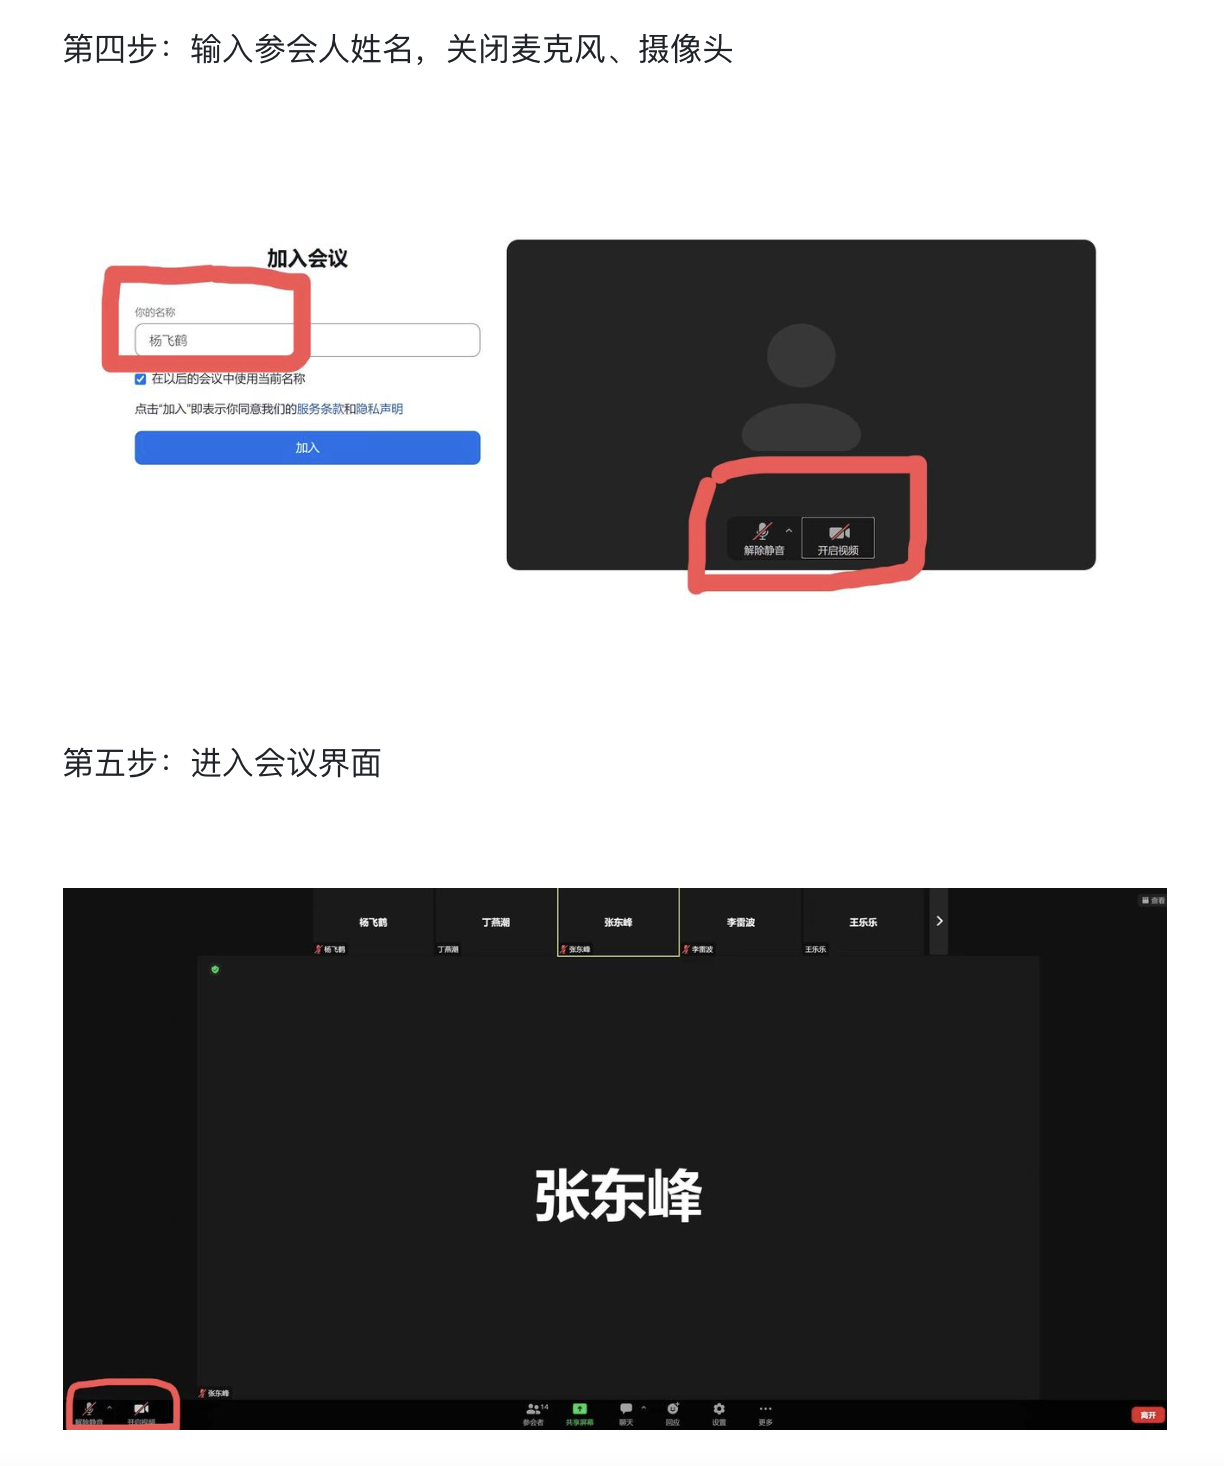 第四步：输入参会人姓名，关闭麦克风、摄像头
加入会议
你的名称
杨飞鹤
在以后的会议中使用当前名称
点击“加入”即表示你同意我们的服务条款和隐私声明
加入
解除静音
开启视频
第五步：进入会议界面
杨飞鹤
丁燕潮
张东峰
李雷波
王乐乐
查看
杨飞鹤
丁燕潮
张东峰
李雷波
王乐乐
张东峰
张东峰
解除静音
开启视频
14
参会者
共享屏幕
聊天
回应
设置
更多
离开